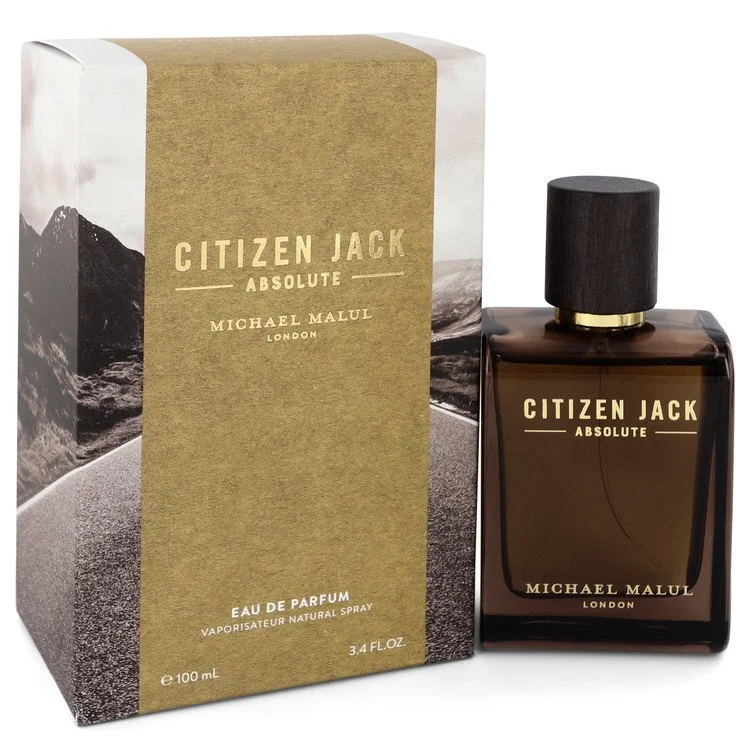 CITIZEN JACK
ABSOLUTE
MICHAEL MALUL
LONDON
EAU DE PARFUM
VAPORISATEUR NATURAL SPRAY
3.4 FL.OZ.
℮ 100 mL
CITIZEN JACK
ABSOLUTE
MICHAEL MALUL
LONDON